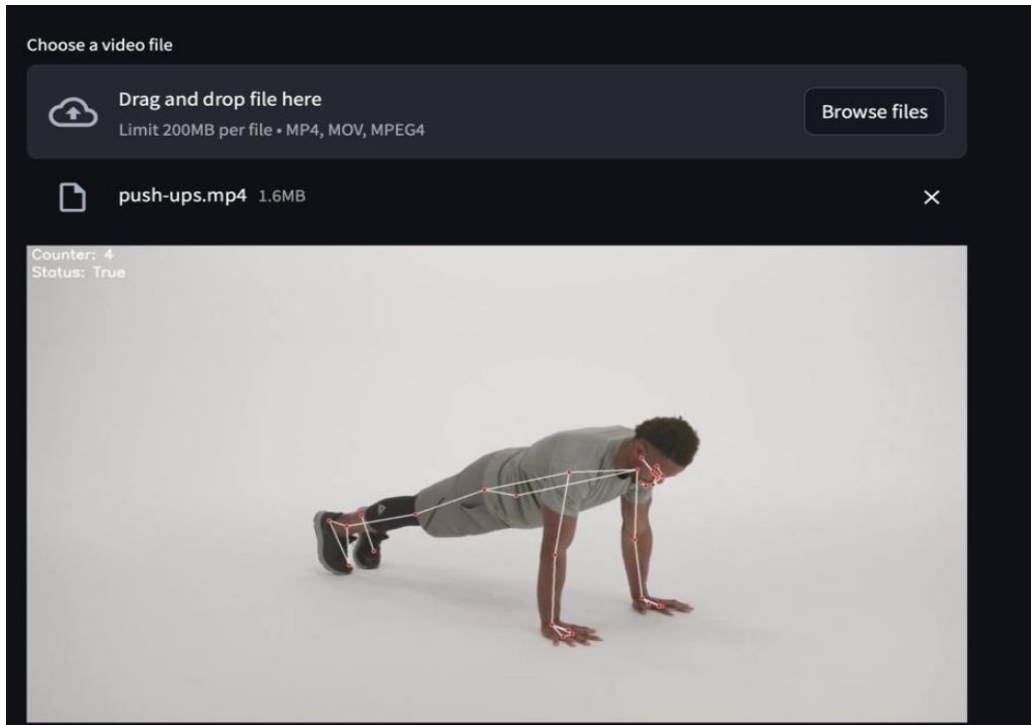 Choose a video file
Drag and drop file here
Limit 200MB per file • MP4, MOV, MPEG4
Browse files
push-ups.mp4 1.6MB
Counter: 4
Status: True